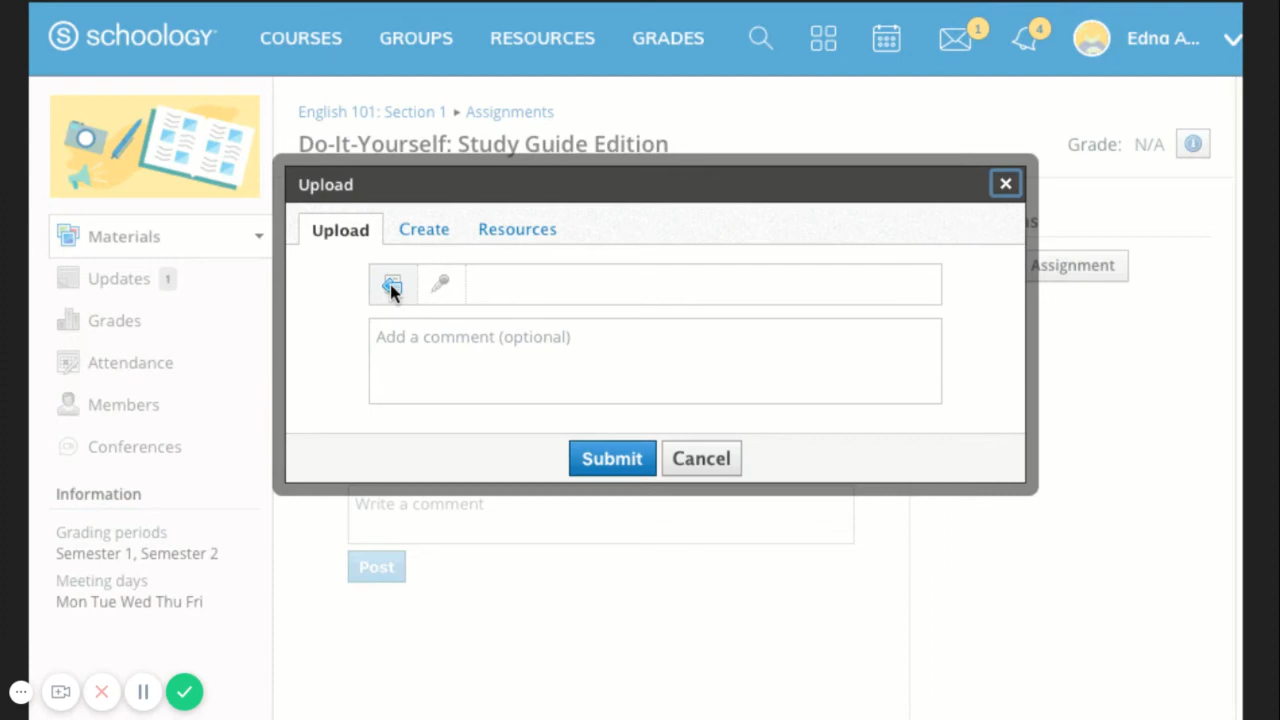 schoology
COURSES
GROUPS
RESOURCES
GRADES
1
4
Edna A...
English 101: Section 1 ▸ Assignments
Do-It-Yourself: Study Guide Edition
Grade: N/A
Upload
Upload
Create
Resources
Assignment
Add a comment (optional)
Submit
Cancel
Write a comment
Post
Materials
Updates 1
Grades
Attendance
Members
Conferences
Information
Grading periods
Semester 1, Semester 2
Meeting days
Mon Tue Wed Thu Fri